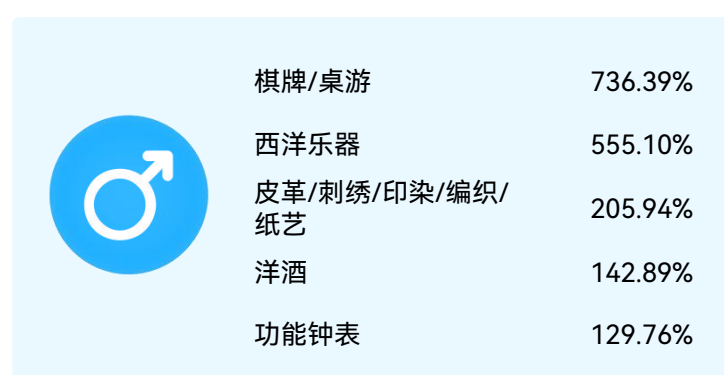 棋牌/桌游 736.39%
西洋乐器 555.10%
皮革/刺绣/印染/编织/
纸艺 205.94%
洋酒 142.89%
功能钟表 129.76%